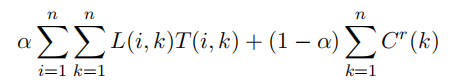 α ∑_{i=1}^{n} ∑_{k=1}^{n} L(i, k)T(i, k) + (1 − α) ∑_{k=1}^{n} C^r(k)